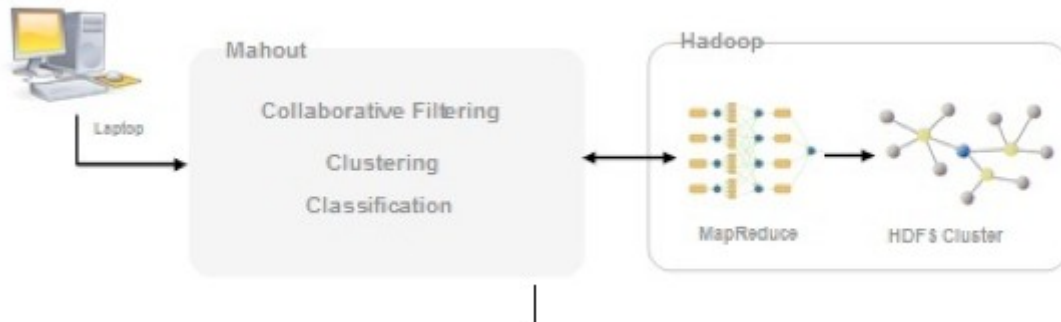 Mahout
Hadoop
Laptop
Collaborative Filtering
Clustering
Classification
MapReduce
HDFS Cluster